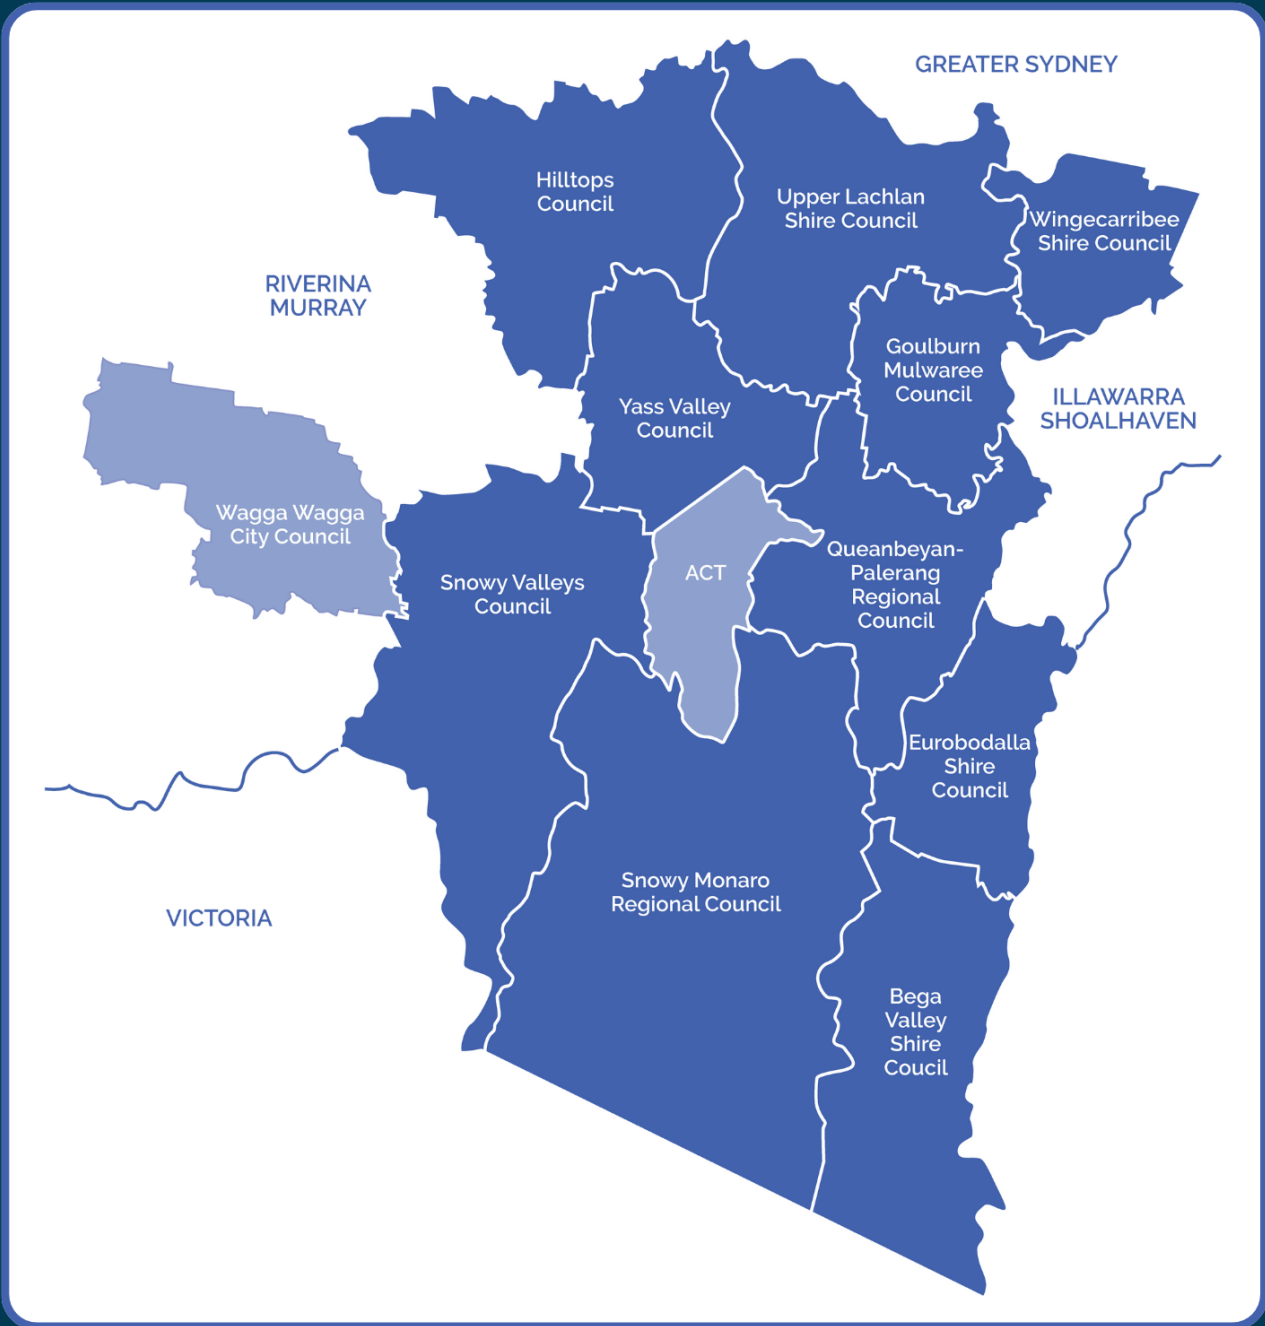 GREATER SYDNEY
Hilltops
Council
Upper Lachlan
Shire Council
Wingecarribee
Shire Council
RIVERINA
MURRAY
Goulburn
Mulwaree
Council
ILLAWARRA
SHOALHAVEN
Yass Valley
Council
Wagga Wagga
City Council
Queanbeyan-
Palerang
Regional
Council
ACT
Snowy Valleys
Council
Eurobodalla
Shire
Council
Snowy Monaro
Regional Council
VICTORIA
Bega
Valley
Shire
Coucil